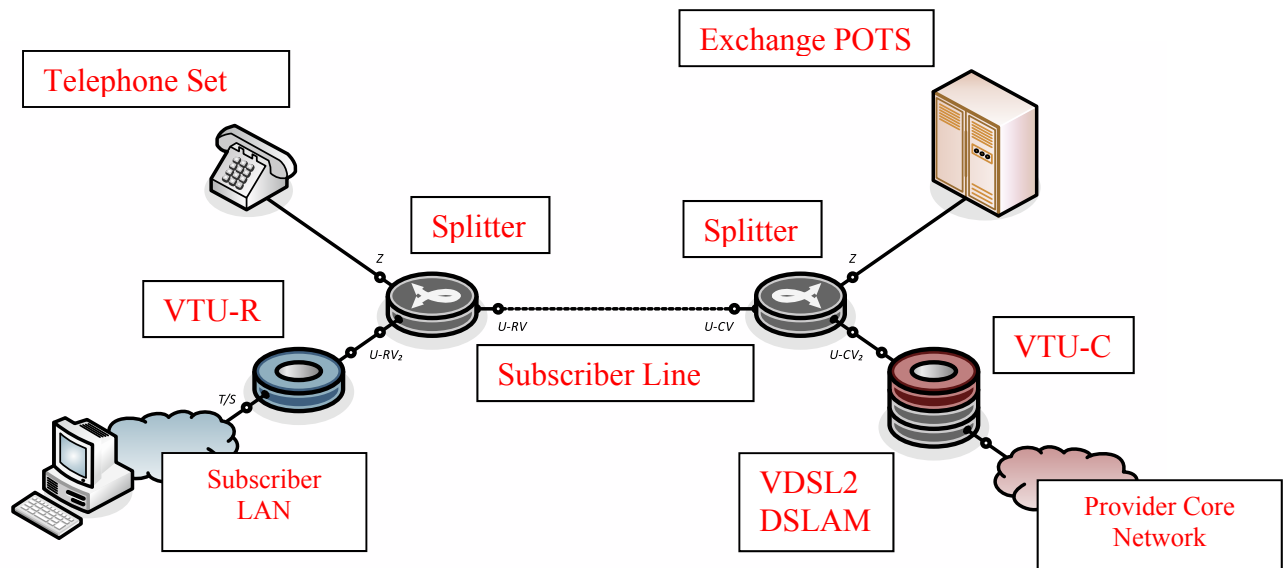 Exchange POTS
Telephone Set
Splitter
Splitter
Z
Z
VTU-R
U-RV
U-CV
VTU-C
U-RV₂
U-CV₂
Subscriber Line
T/S
Subscriber
LAN
VDSL2
DSLAM
Provider Core
Network